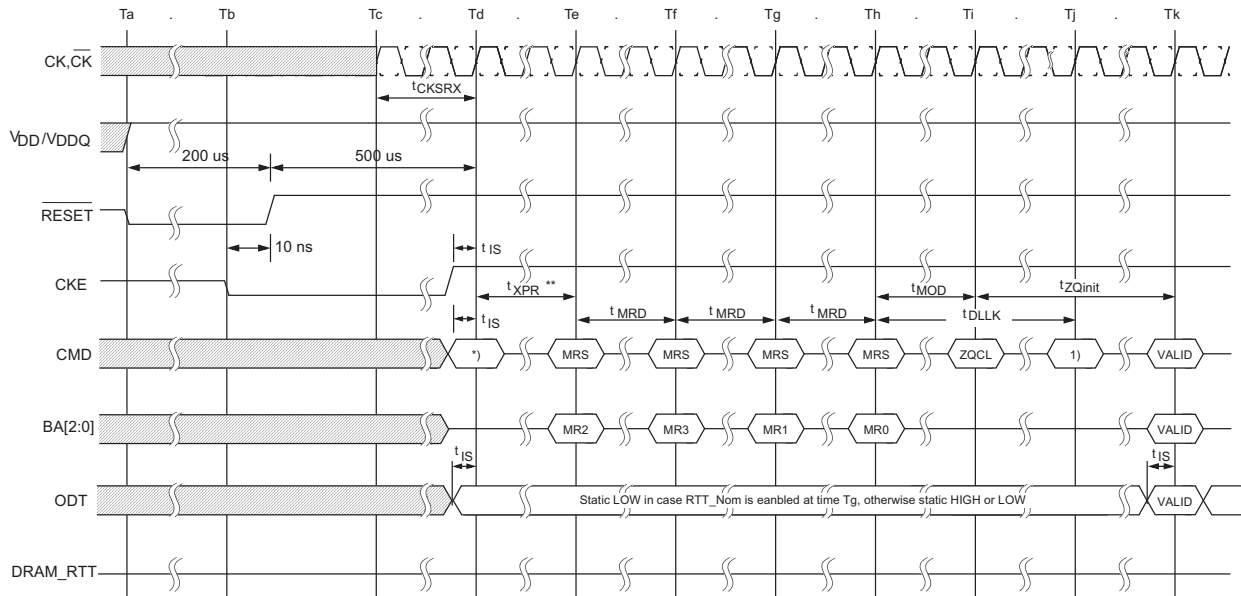 Ta . Tb Tc . Td . Te . Tf . Tg . Th . Ti . Tj . Tk
CK,CK
tCKSRX
VDD/VDDQ
200 us 500 us
RESET
10 ns tIS
CKE
tXPR ** tMOD tZQinit
tIS tMRD tMRD tMRD tDLLK
CMD *) MRS MRS MRS MRS ZQCL 1) VALID
BA[2:0] MR2 MR3 MR1 MR0 VALID
tIS tIS
ODT Static LOW in case RTT_Nom is eanbled at time Tg, otherwise static HIGH or LOW VALID
DRAM_RTT